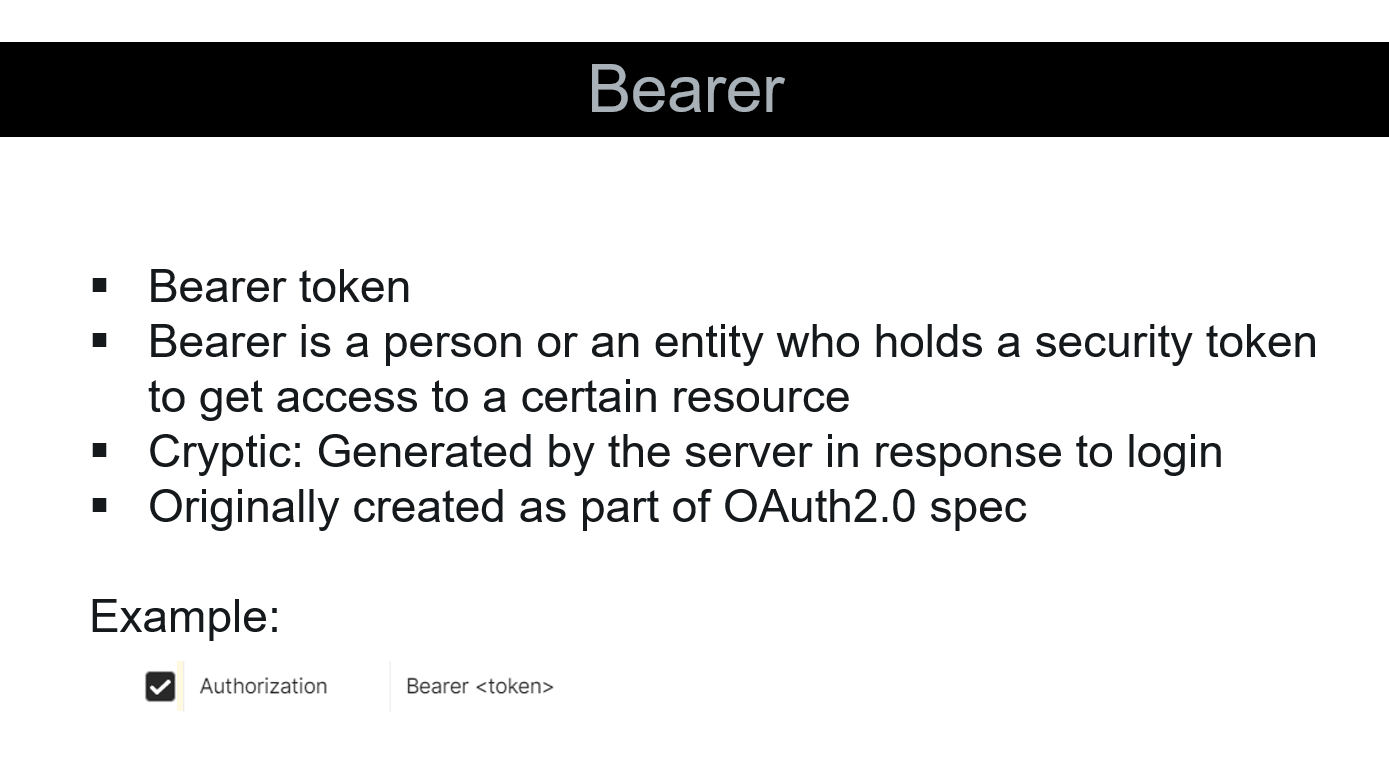 Bearer
▪ Bearer token
▪ Bearer is a person or an entity who holds a security token
to get access to a certain resource
▪ Cryptic: Generated by the server in response to login
▪ Originally created as part of OAuth2.0 spec
Example:
Authorization Bearer <token>